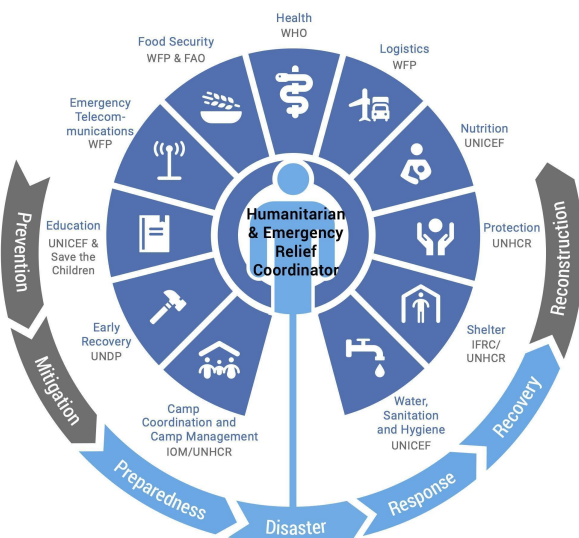 Health
WHO
Logistics
WFP
Nutrition
UNICEF
Protection
UNHCR
Shelter
IFRC/
UNHCR
Water,
Sanitation
and Hygiene
UNICEF
Camp
Coordination and
Camp Management
IOM/UNHCR
Early
Recovery
UNDP
Education
UNICEF &
Save the
Children
Emergency
Telecom-
munications
WFP
Food Security
WFP & FAO
Humanitarian
& Emergency
Relief
Coordinator
Prevention
Mitigation
Preparedness
Disaster
Response
Recovery
Reconstruction